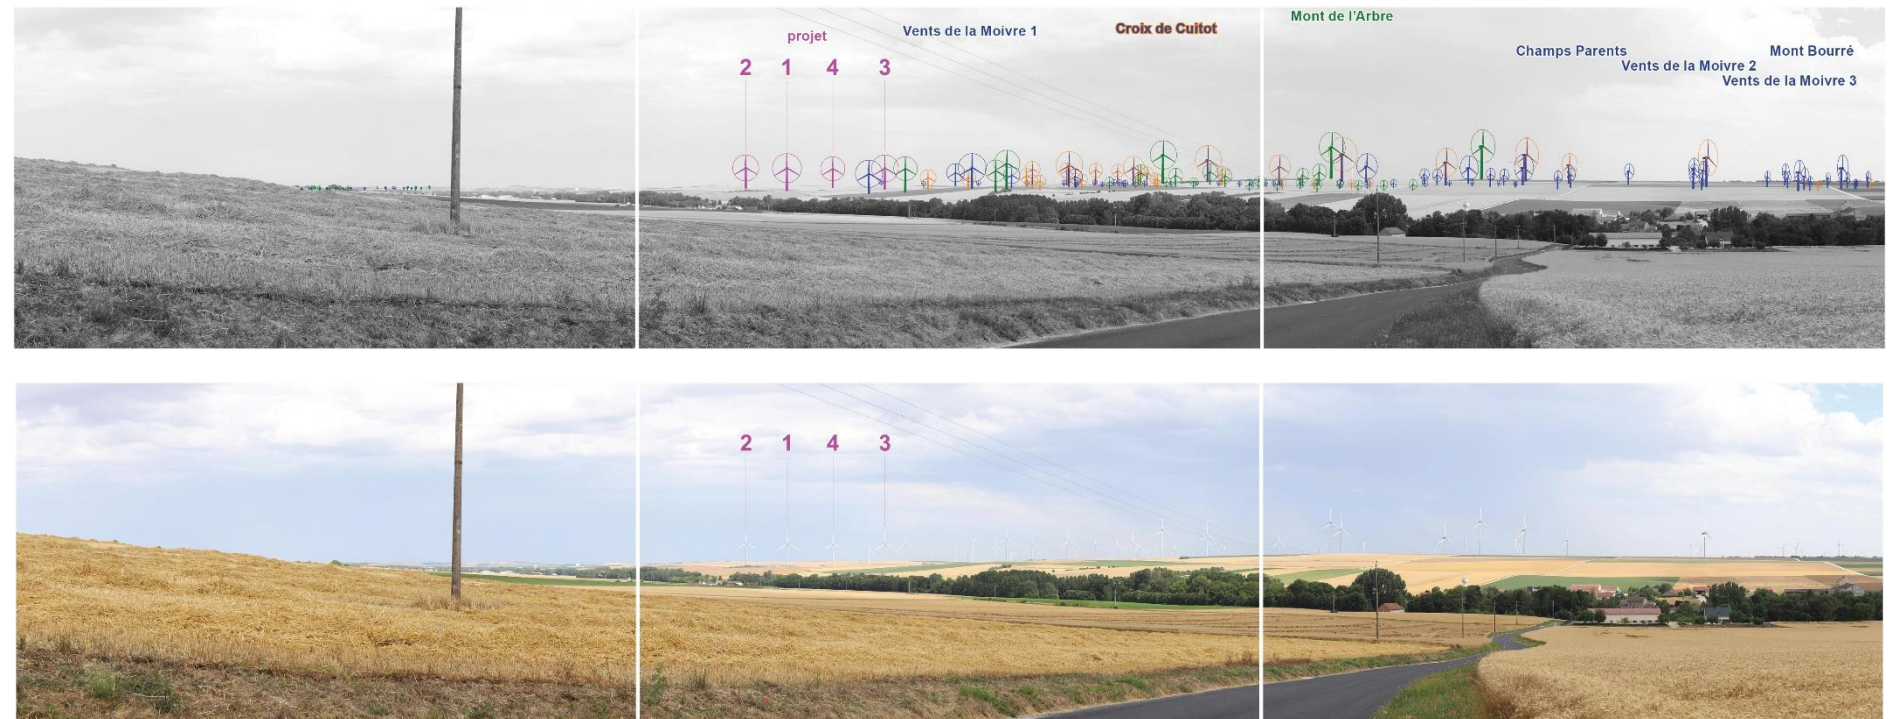 Mont de l'Arbre
Vents de la Moivre 1
Croix de Cuitot
projet
Champs Parents
Mont Bourré
Vents de la Moivre 2
Vents de la Moivre 3
2 1 4 3
2 1 4 3